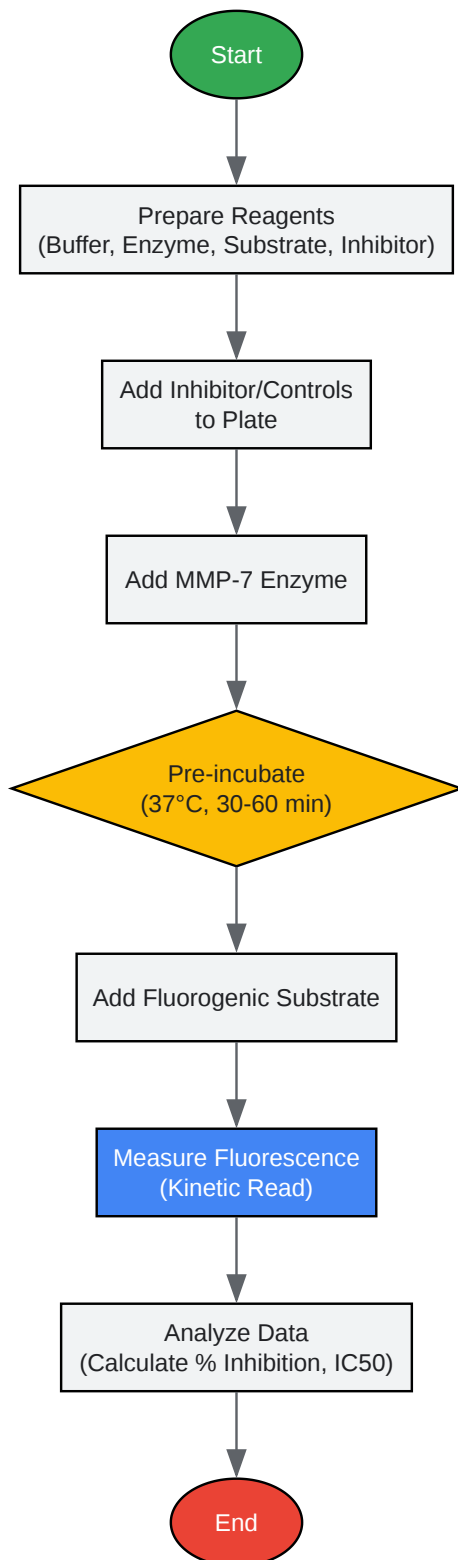 Start
Prepare Reagents
(Buffer, Enzyme, Substrate, Inhibitor)
Add Inhibitor/Controls
to Plate
Add MMP-7 Enzyme
Pre-incubate
(37°C, 30-60 min)
Add Fluorogenic Substrate
Measure Fluorescence
(Kinetic Read)
Analyze Data
(Calculate % Inhibition, IC50)
End